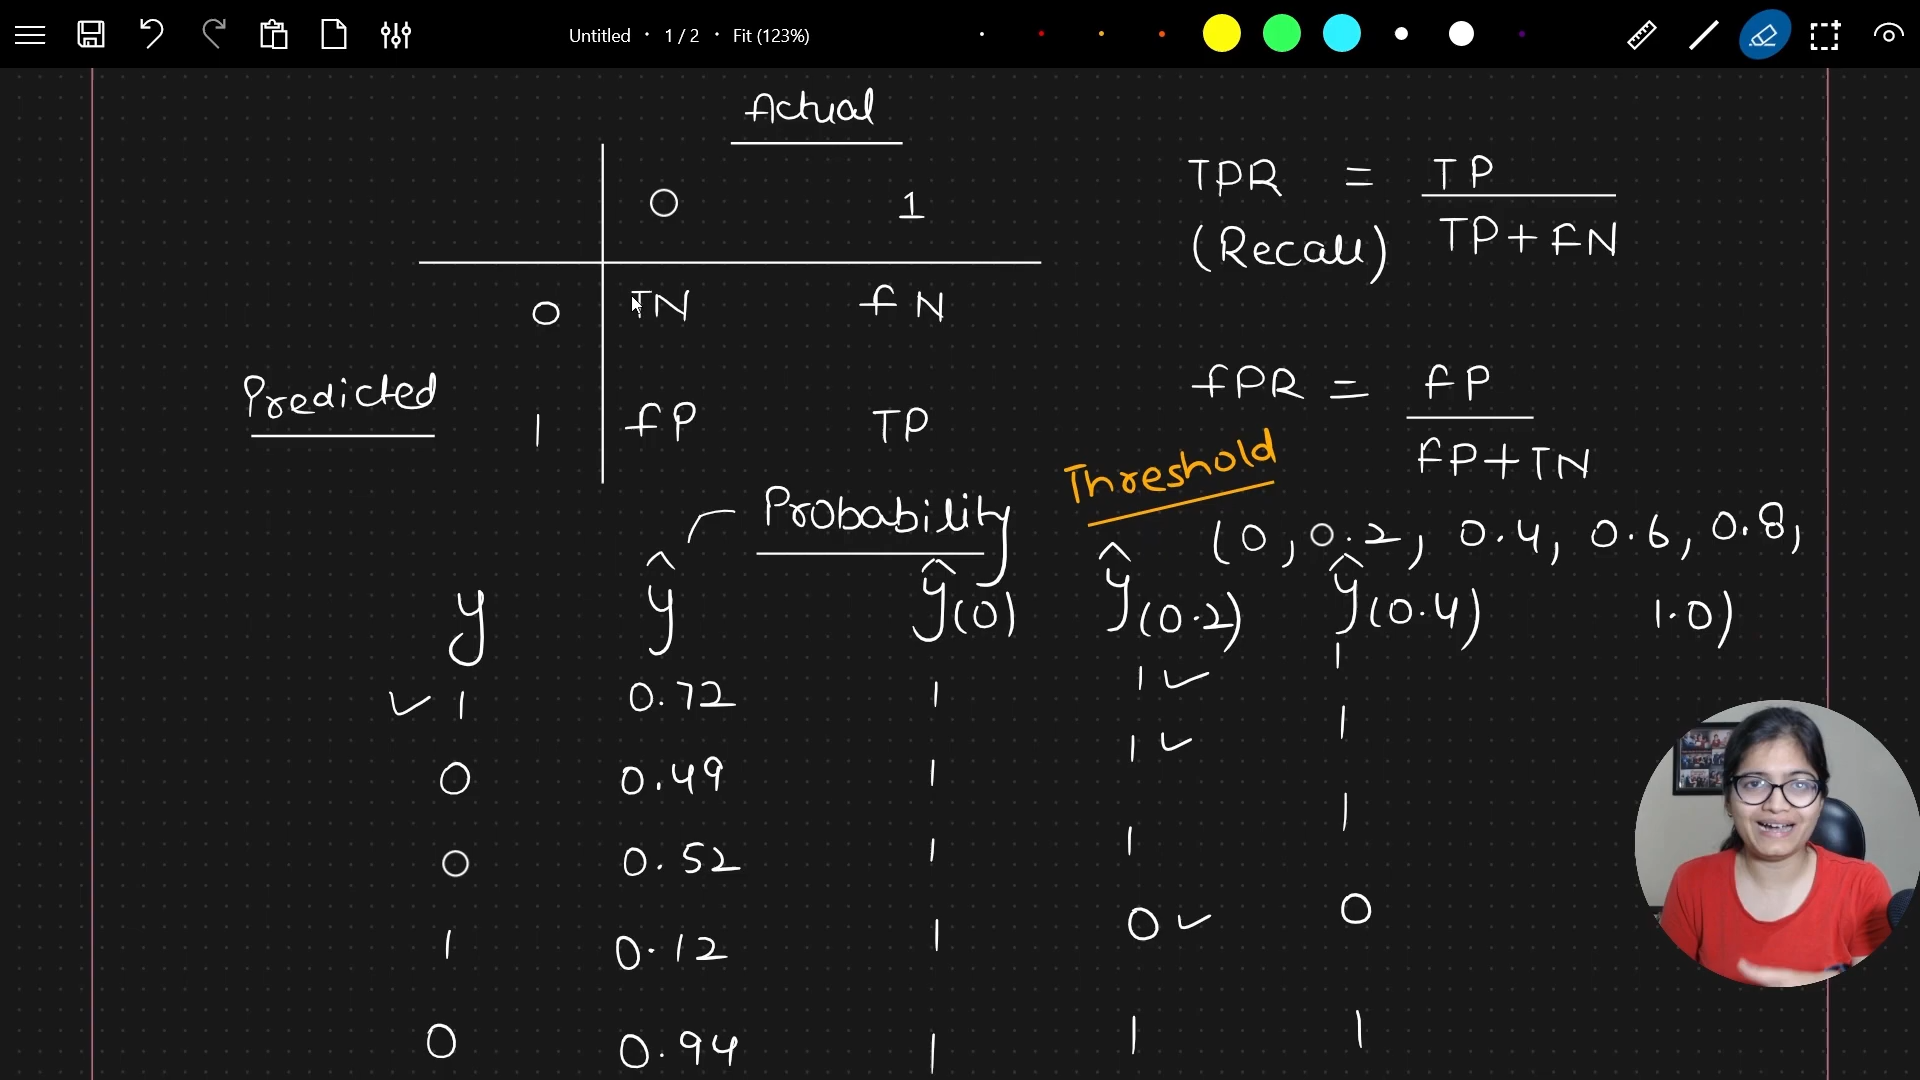 Untitled • 1 / 2 • Fit (123%)
Actual
0 1
0 TN FN
Predicted 1 FP TP
TPR = TP
(Recall) TP+FN
FPR = FP
FP+TN
Threshold
(0, 0.2, 0.4, 0.6, 0.8,
1.0)
Probability
y ŷ ŷ(0) ŷ(0.2) ŷ(0.4)
✓ 1 0.72 1 1 ✓ 1
0 0.49 1 1 ✓ 1
0 0.52 1 1 1
1 0.12 1 0 ✓ 0
0 0.94 1 1 1